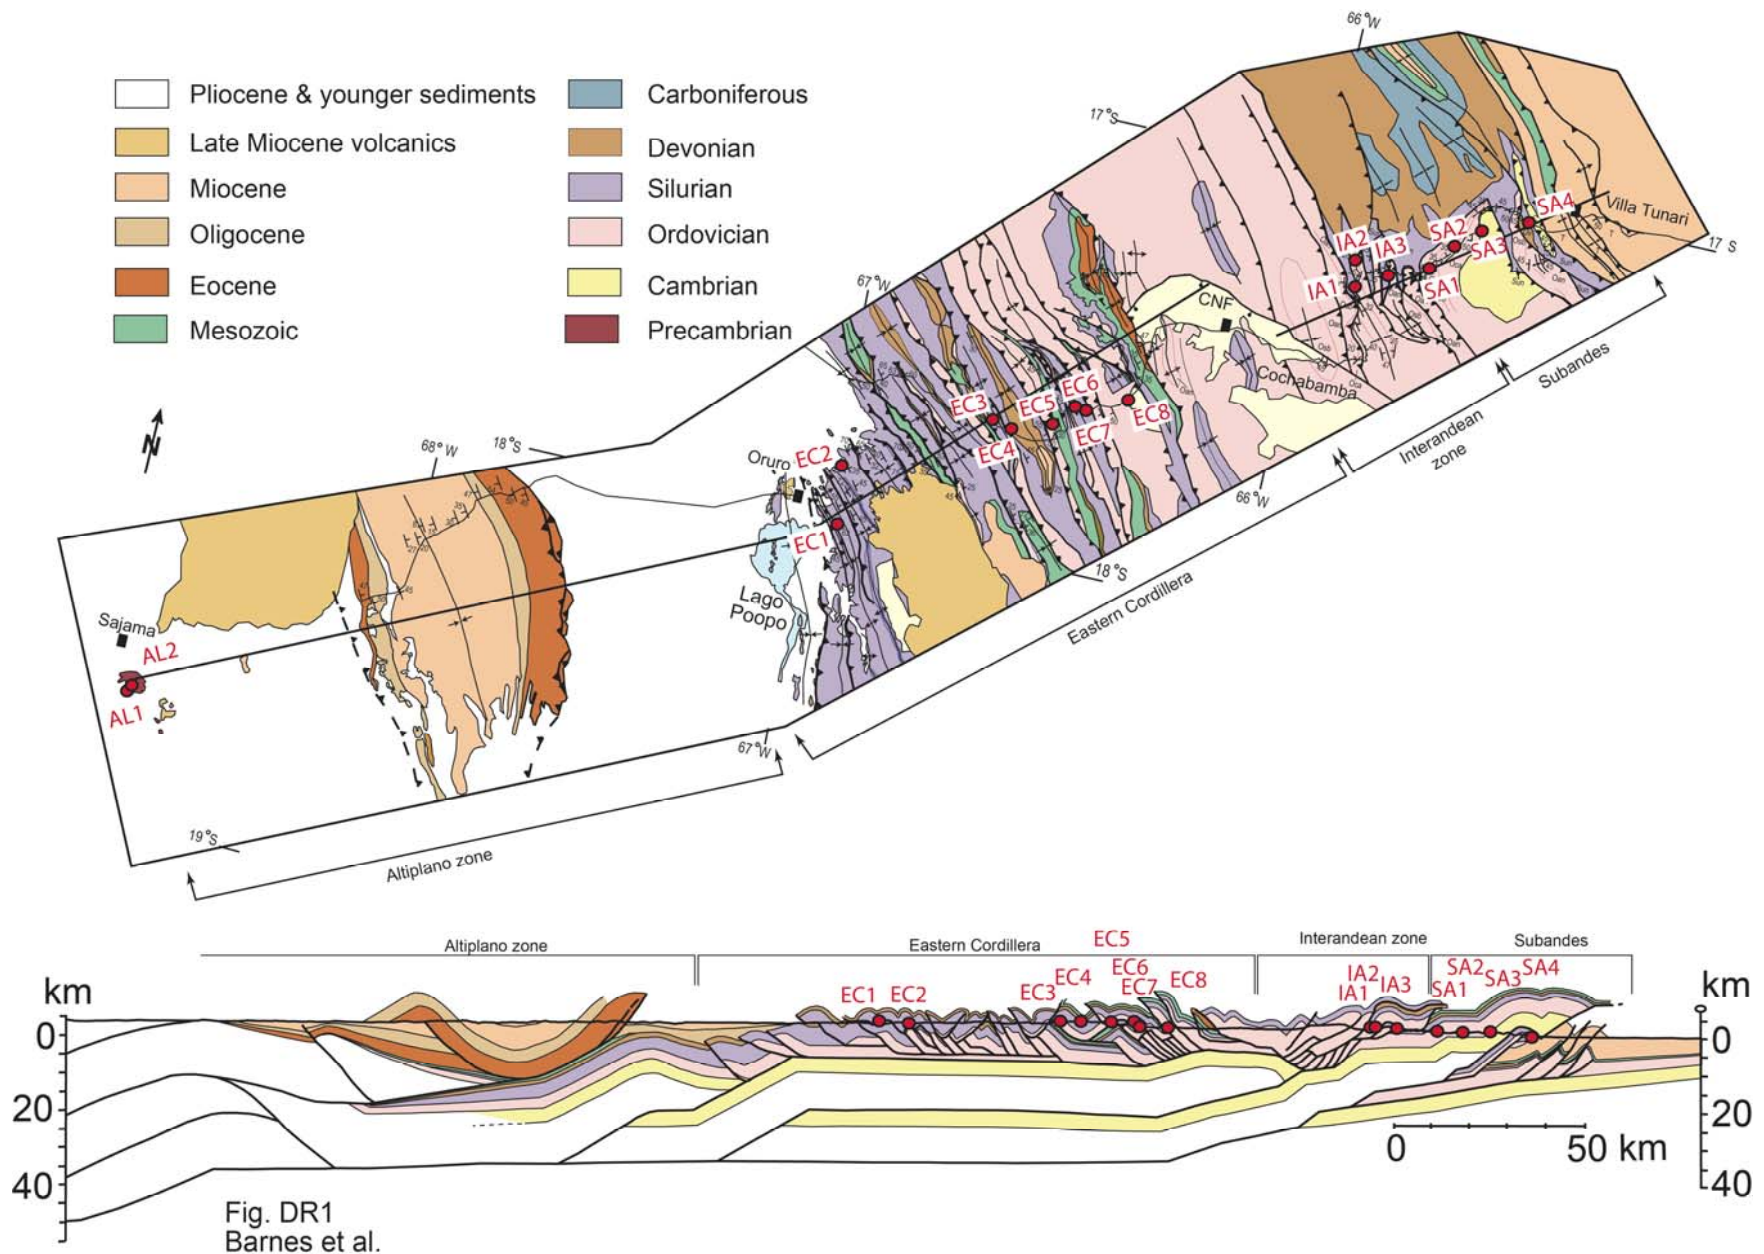 Pliocene & younger sediments
Late Miocene volcanics
Miocene
Oligocene
Eocene
Mesozoic
Carboniferous
Devonian
Silurian
Ordovician
Cambrian
Precambrian
66°W
17°S
67°W
68°W
18°S
N
SA4
Villa Tunari
17 S
IA2
IA3
SA2
SA3
IA1
SA1
CNF
Cochabamba
Subandes
Interandean
zone
66°W
EC3
EC5
EC6
EC4
EC7
EC8
Oruro
EC2
EC1
18°S
Eastern Cordillera
Lago
Poopo
Sajama
AL2
AL1
67°W
19°S
Altiplano zone
Altiplano zone
Eastern Cordillera
EC5
Interandean zone
Subandes
km
EC1
EC2
EC3
EC4
EC6
EC7
EC8
IA2
IA1
IA3
SA2
SA1
SA3
SA4
km
0
0
20
20
0 50 km
40
40
Fig. DR1
Barnes et al.